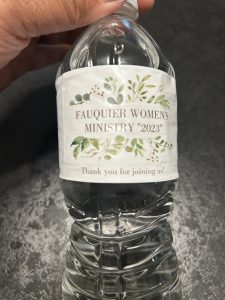 FAUQUIER WOMEN'S
MINISTRY "2023"
Thank you for joining us!